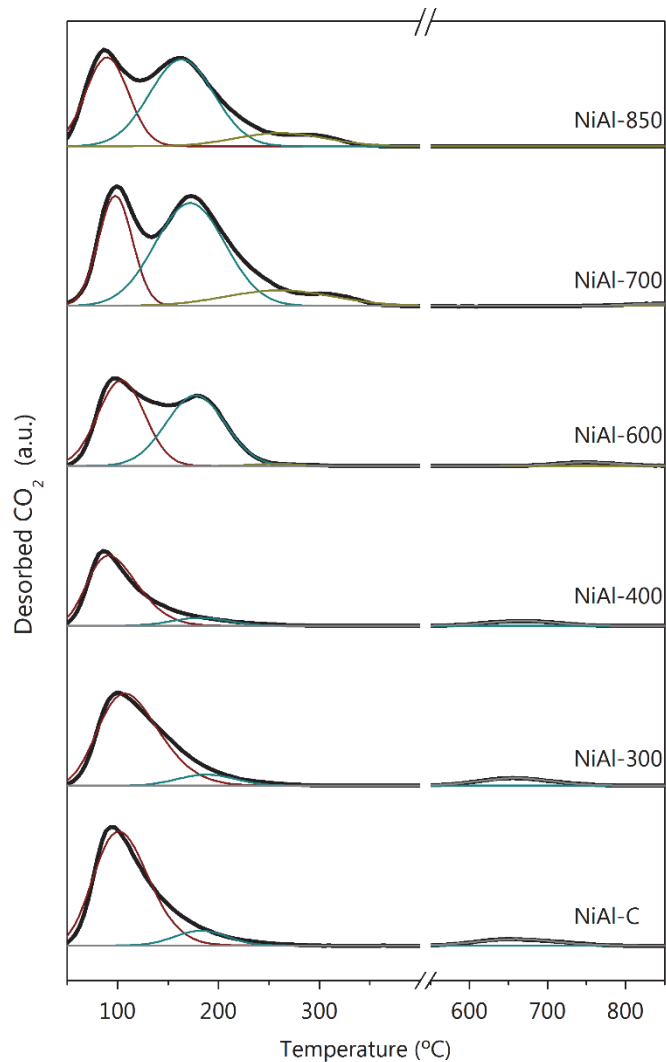 NiAl-850
NiAl-700
NiAl-600
NiAl-400
NiAl-300
NiAl-C
Desorbed CO₂ (a.u.)
100 200 300 600 700 800
Temperature (ºC)